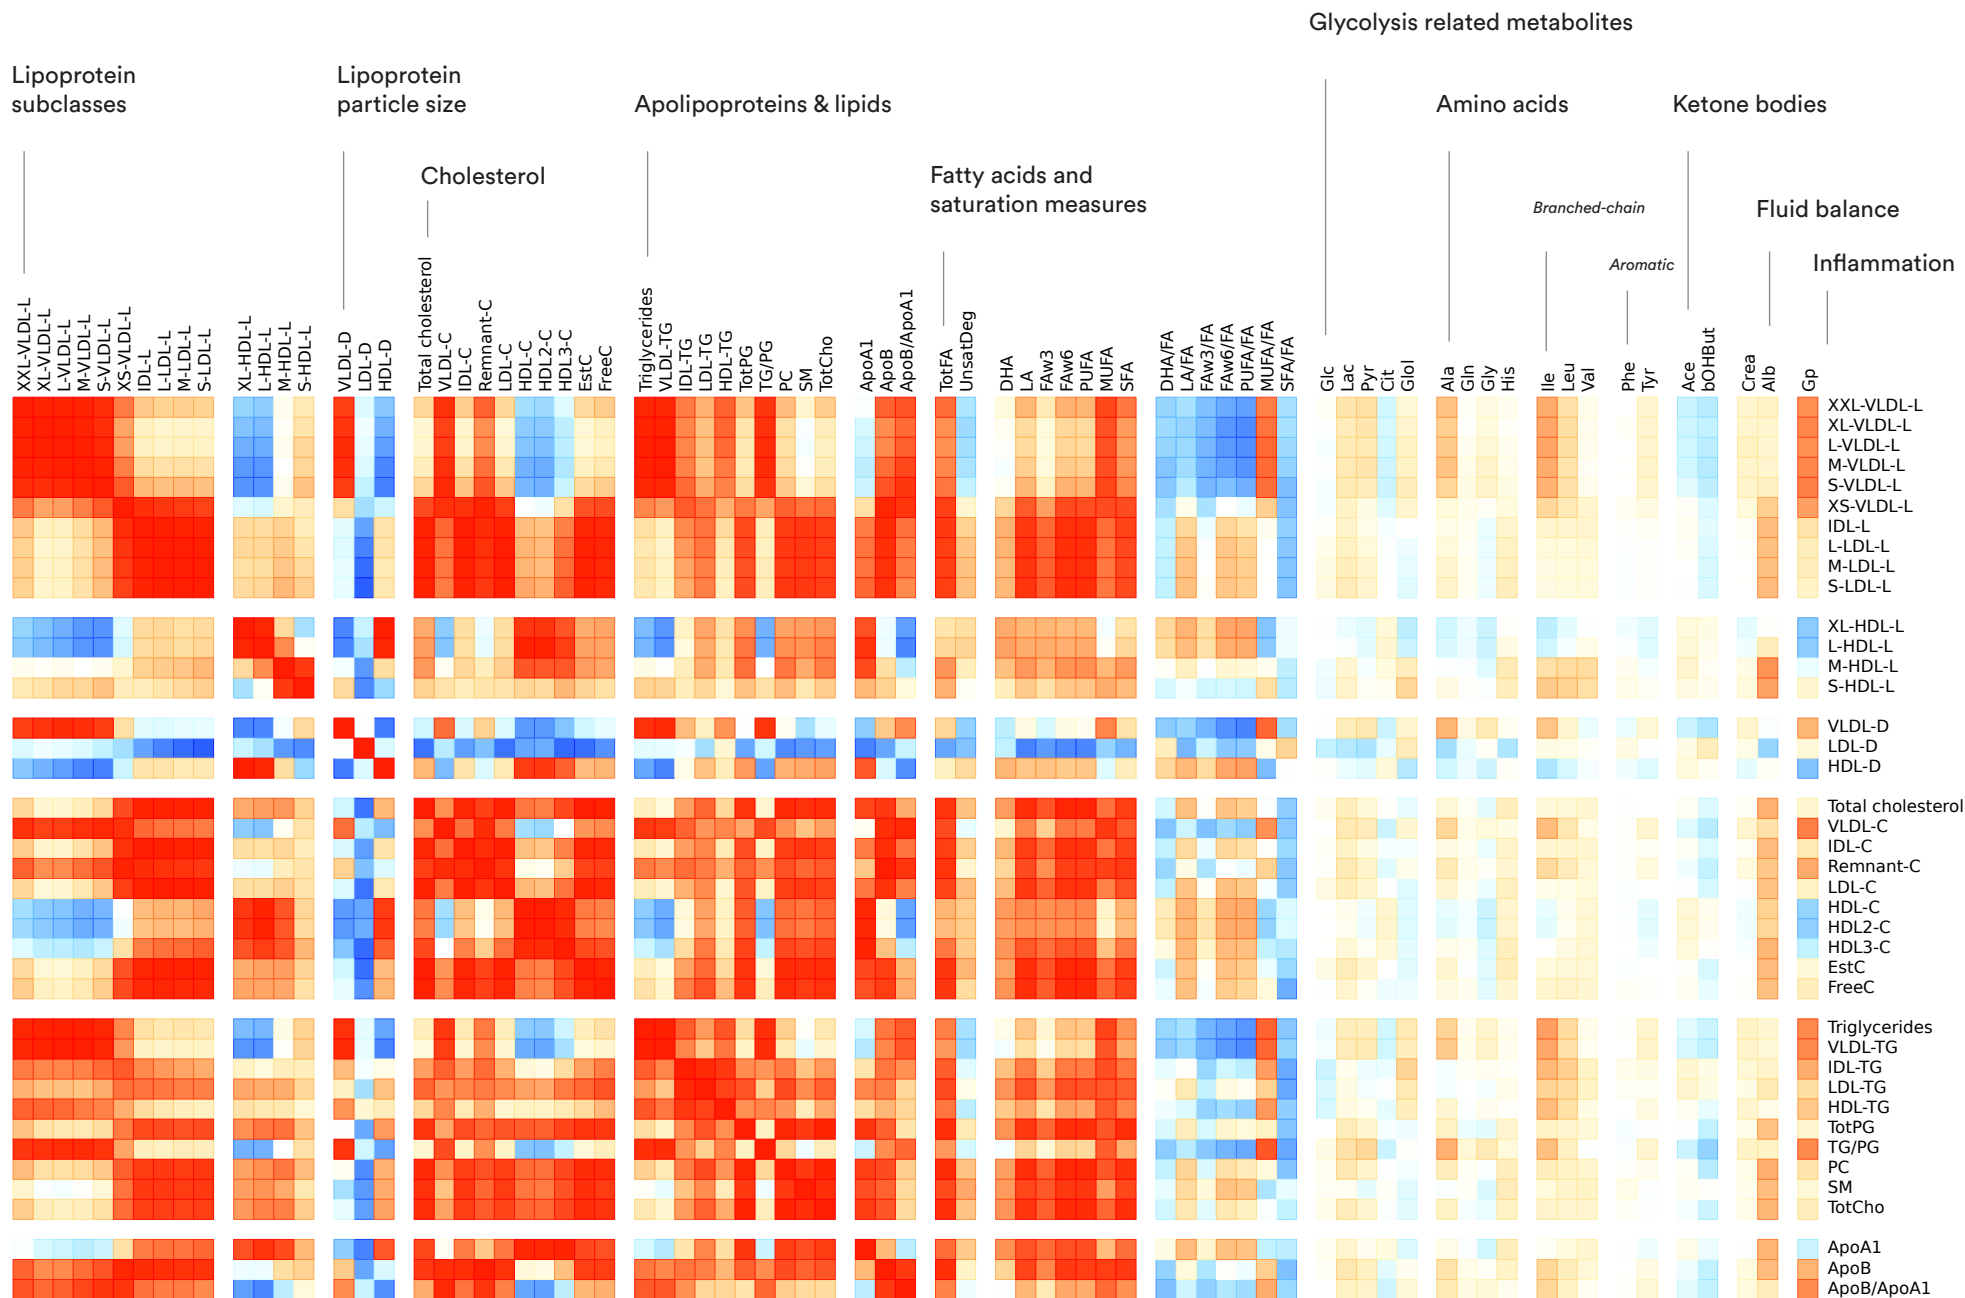 Glycolysis related metabolites
Lipoprotein
subclasses
Lipoprotein
particle size
Apolipoproteins & lipids
Amino acids
Ketone bodies
Cholesterol
Fatty acids and
saturation measures
Branched-chain
Fluid balance
Aromatic
Inflammation
XXL-VLDL-L
XL-VLDL-L
L-VLDL-L
M-VLDL-L
S-VLDL-L
XS-VLDL-L
IDL-L
L-LDL-L
M-LDL-L
S-LDL-L
XL-HDL-L
L-HDL-L
M-HDL-L
S-HDL-L
VLDL-D
LDL-D
HDL-D
Total cholesterol
VLDL-C
IDL-C
Remnant-C
LDL-C
HDL-C
HDL2-C
HDL3-C
EstC
FreeC
Triglycerides
VLDL-TG
IDL-TG
LDL-TG
HDL-TG
TotPG
TG/PG
PC
SM
TotCho
ApoA1
ApoB
ApoB/ApoA1
TotFA
UnsatDeg
DHA
LA
FAw3
FAw6
PUFA
MUFA
SFA
DHA/FA
LA/FA
FAw3/FA
FAw6/FA
PUFA/FA
MUFA/FA
SFA/FA
Glc
Lac
Pyr
Cit
Glol
Ala
Gln
Gly
His
Ile
Leu
Val
Phe
Tyr
Ace
bOHBut
Crea
Alb
Gp
XXL-VLDL-L
XL-VLDL-L
L-VLDL-L
M-VLDL-L
S-VLDL-L
XS-VLDL-L
IDL-L
L-LDL-L
M-LDL-L
S-LDL-L
XL-HDL-L
L-HDL-L
M-HDL-L
S-HDL-L
VLDL-D
LDL-D
HDL-D
Total cholesterol
VLDL-C
IDL-C
Remnant-C
LDL-C
HDL-C
HDL2-C
HDL3-C
EstC
FreeC
Triglycerides
VLDL-TG
IDL-TG
LDL-TG
HDL-TG
TotPG
TG/PG
PC
SM
TotCho
ApoA1
ApoB
ApoB/ApoA1